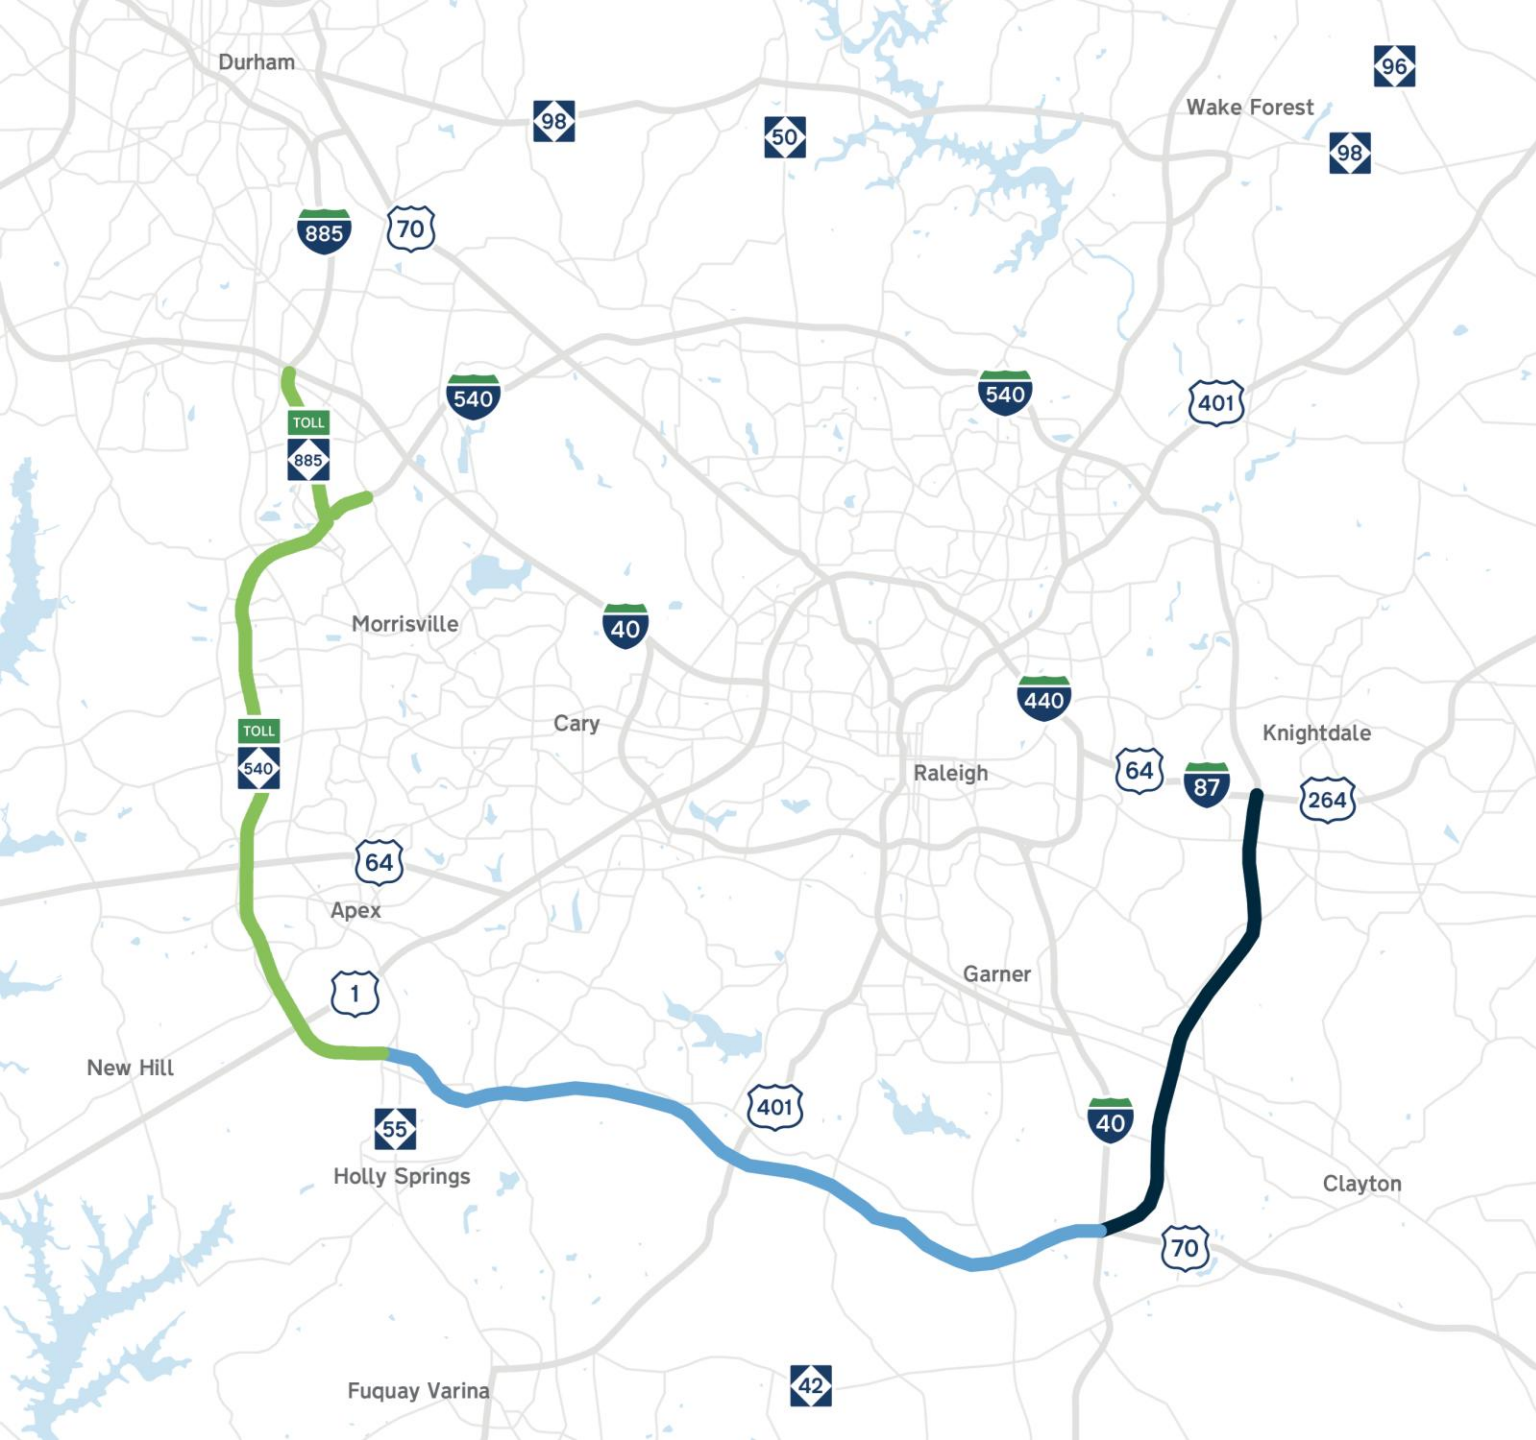 Durham
96
Wake Forest
98
50
98
885
70
540
540
401
TOLL
885
Morrisville
40
440
Cary
Knightdale
TOLL
540
Raleigh
64
87
264
64
Apex
Garner
1
New Hill
401
40
55
Holly Springs
Clayton
70
Fuquay Varina
42